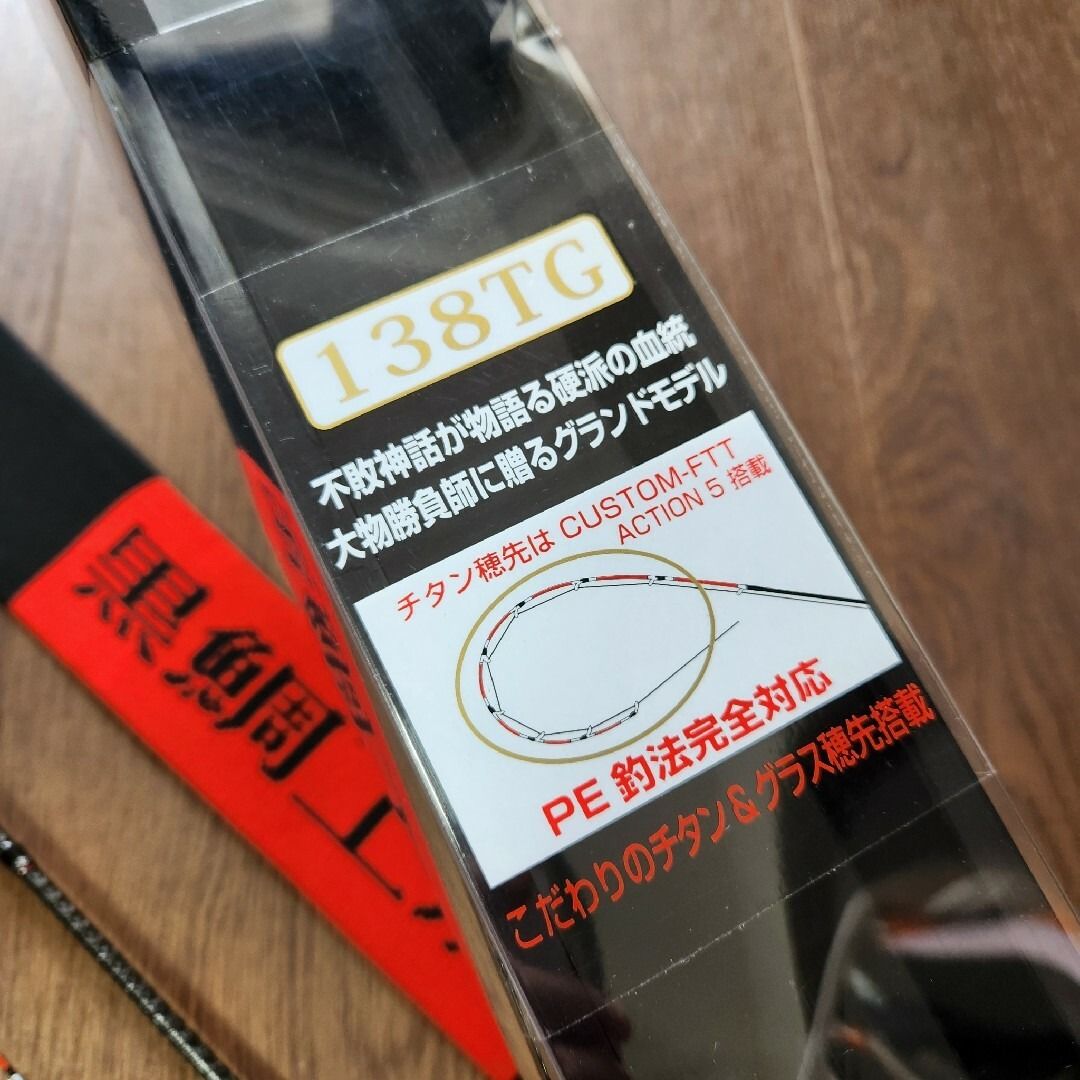 138TG
不敗神話が物語る硬派の血統
大物勝負師に贈るグランドモデル
チタン穂先は CUSTOM-FTT
ACTION 5 搭載
PE 釣法完全対応
こだわりのチタン&グラス穂先搭載
黒鯛工